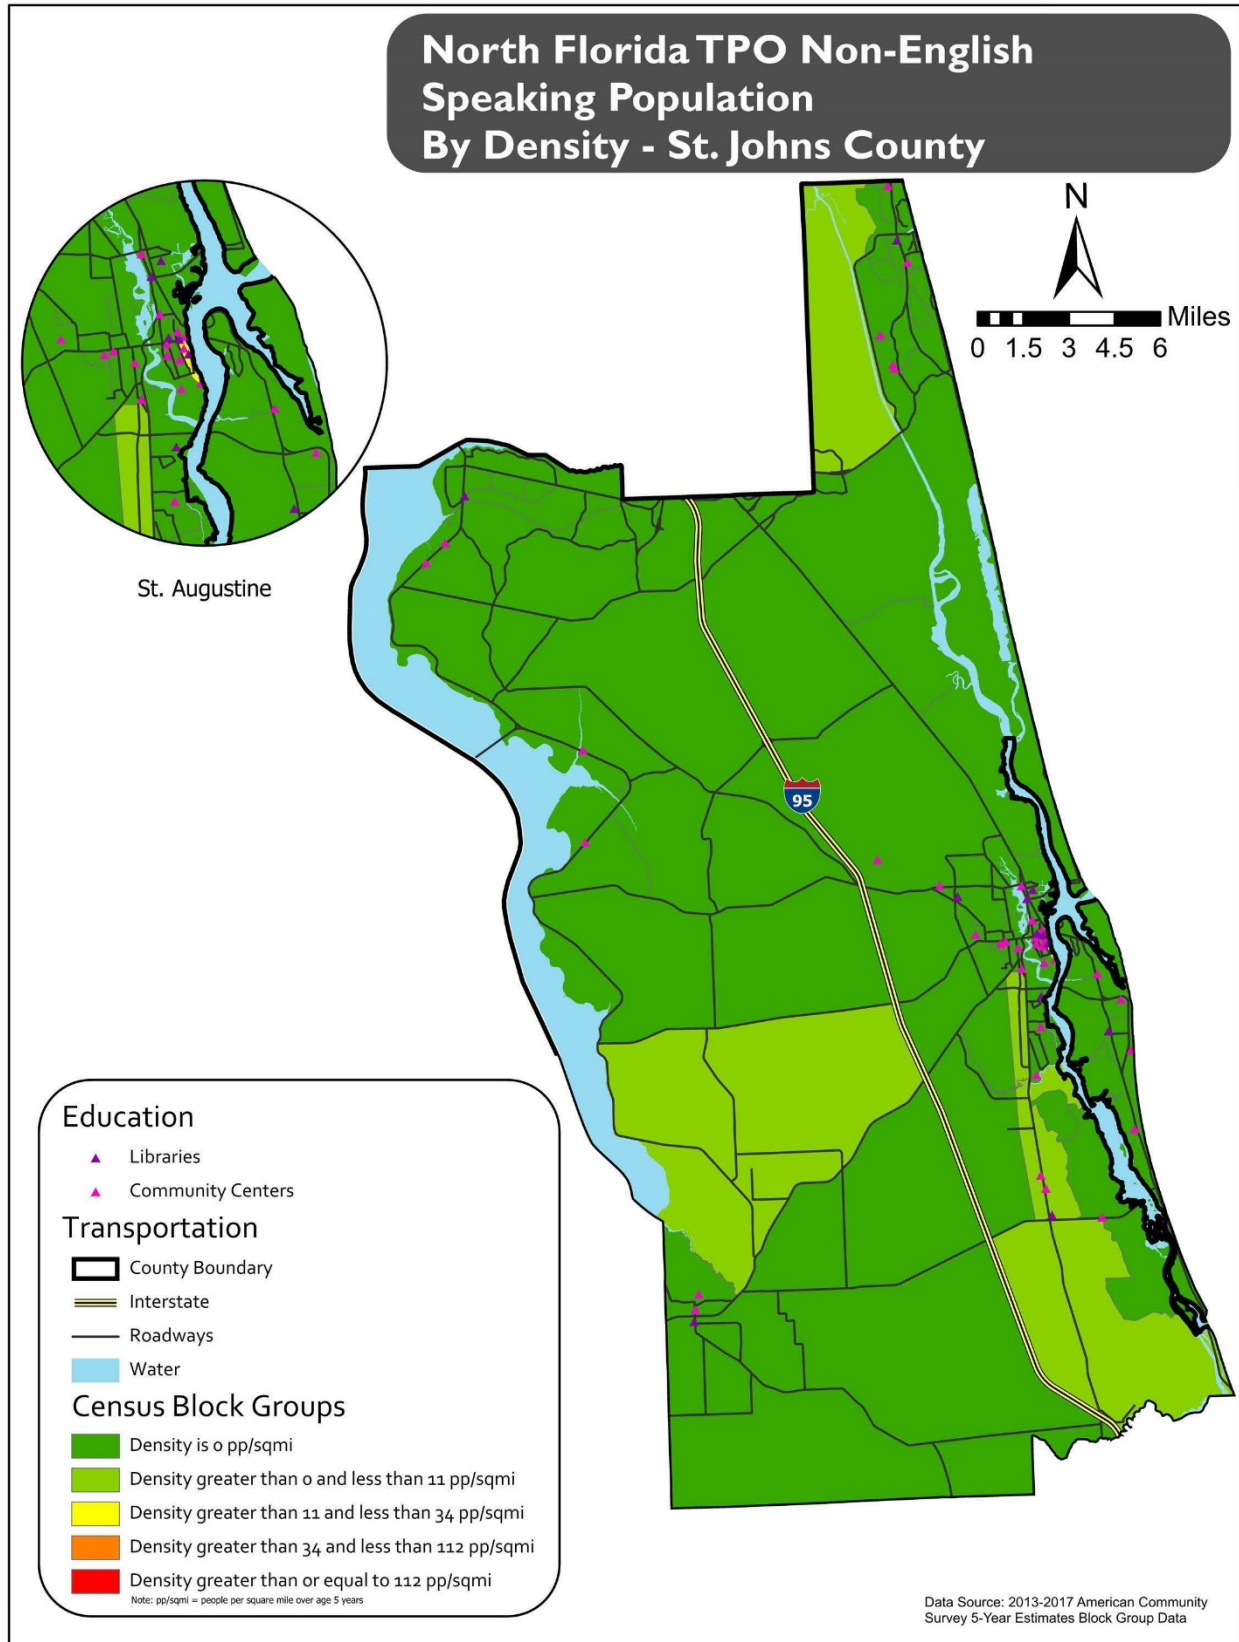 North Florida TPO Non-English
Speaking Population
By Density - St. Johns County
N
Miles
0 1.5 3 4.5 6
St. Augustine
95
Education
Libraries
Community Centers
Transportation
County Boundary
Interstate
Roadways
Water
Census Block Groups
Density is 0 pp/sqmi
Density greater than 0 and less than 11 pp/sqmi
Density greater than 11 and less than 34 pp/sqmi
Density greater than 34 and less than 112 pp/sqmi
Density greater than or equal to 112 pp/sqmi
Note: pp/sqmi = people per square mile over age 5 years
Data Source: 2013-2017 American Community
Survey 5-Year Estimates Block Group Data